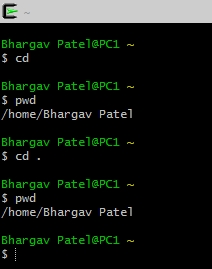 ~
Bhargav Patel@PC1 ~
$ cd
Bhargav Patel@PC1 ~
$ pwd
/home/Bhargav Patel
Bhargav Patel@PC1 ~
$ cd .
Bhargav Patel@PC1 ~
$ pwd
/home/Bhargav Patel
Bhargav Patel@PC1 ~
$